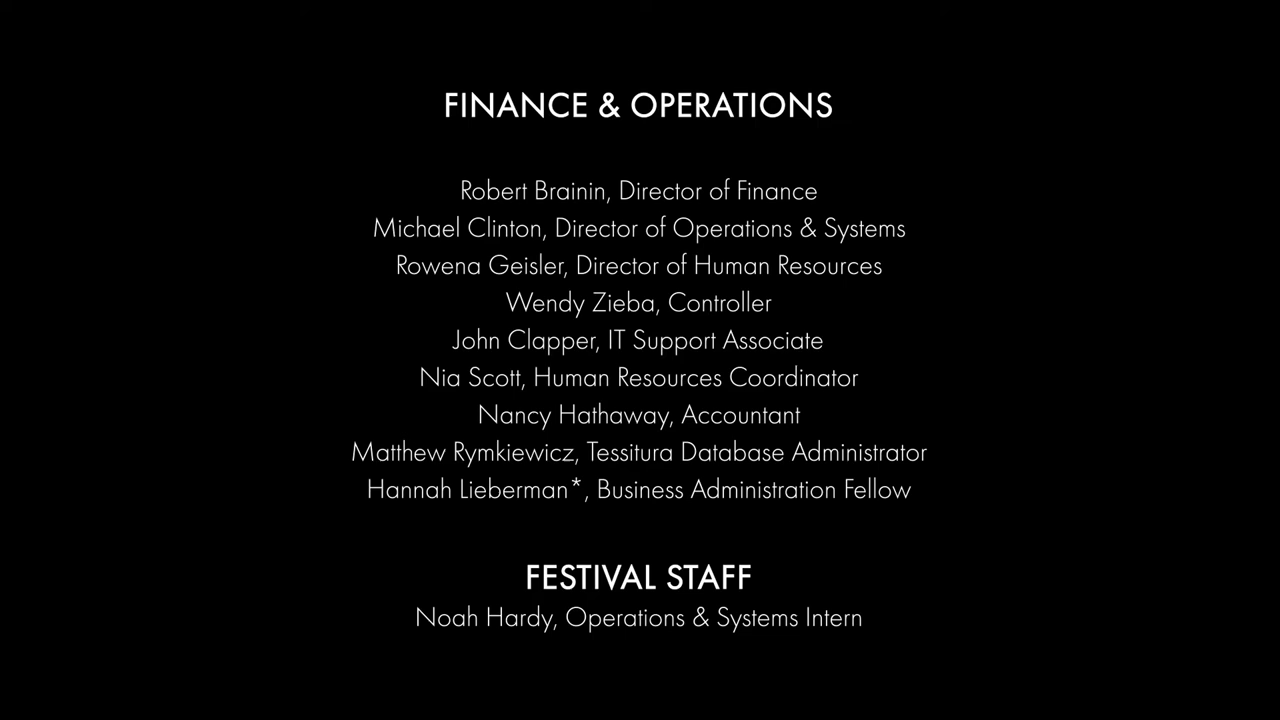 FINANCE & OPERATIONS
Robert Brainin, Director of Finance
Michael Clinton, Director of Operations & Systems
Rowena Geisler, Director of Human Resources
Wendy Zieba, Controller
John Clapper, IT Support Associate
Nia Scott, Human Resources Coordinator
Nancy Hathaway, Accountant
Matthew Rymkiewicz, Tessitura Database Administrator
Hannah Lieberman*, Business Administration Fellow
FESTIVAL STAFF
Noah Hardy, Operations & Systems Intern